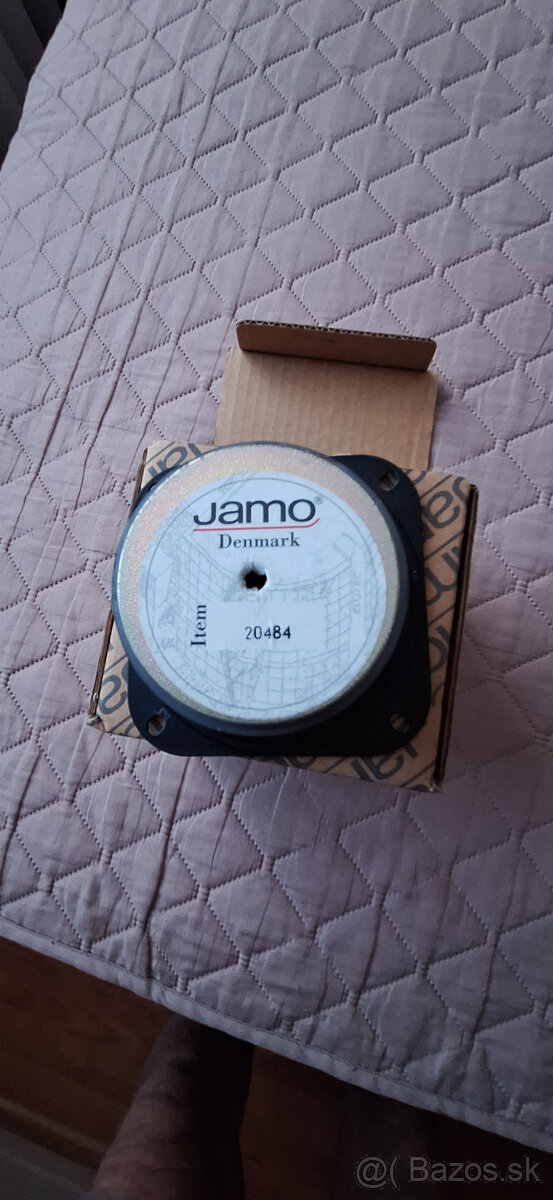 Jamo®
Denmark
Item
20484
@( Bazos.sk